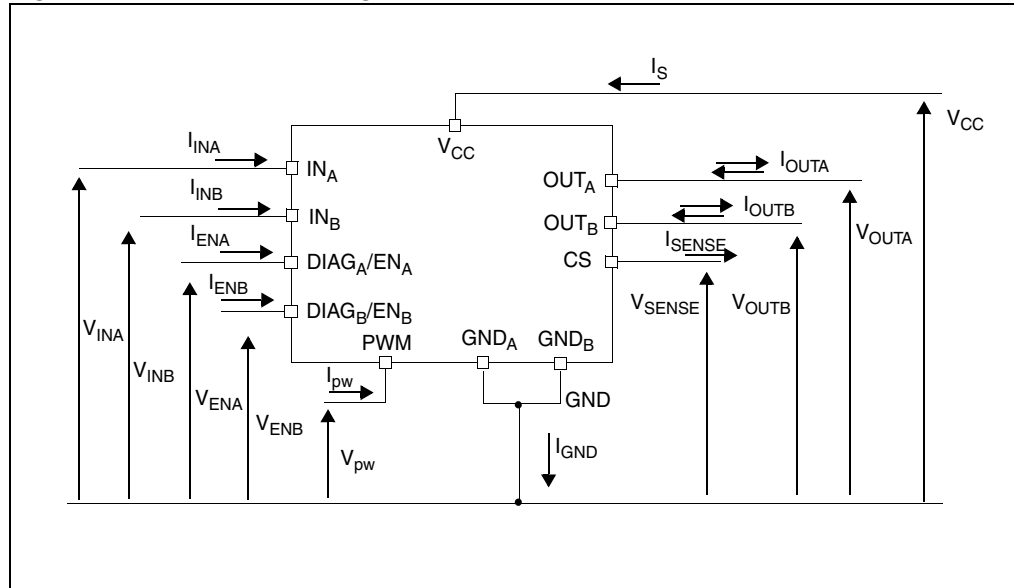 I_S
V_CC
V_CC
I_INA
IN_A
OUT_A
I_OUTA
I_INB
IN_B
OUT_B
I_OUTB
V_OUTA
I_ENA
DIAG_A/EN_A
CS
I_SENSE
I_ENB
DIAG_B/EN_B
V_SENSE
V_OUTB
V_INA
PWM
GND_A
GND_B
V_INB
I_pw
GND
V_ENA
V_ENB
I_GND
V_pw